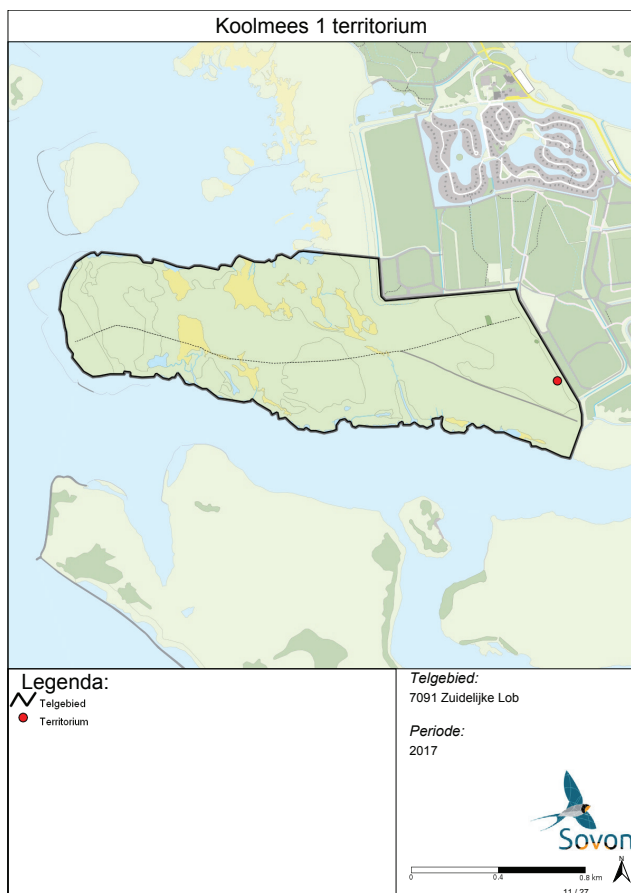 Koolmees 1 territorium
Legenda:
Telgebied
Territorium
Telgebied:
7091 Zuidelijke Lob
Periode:
2017
Sovon
N
0 0.4 0.8 km
11 / 27